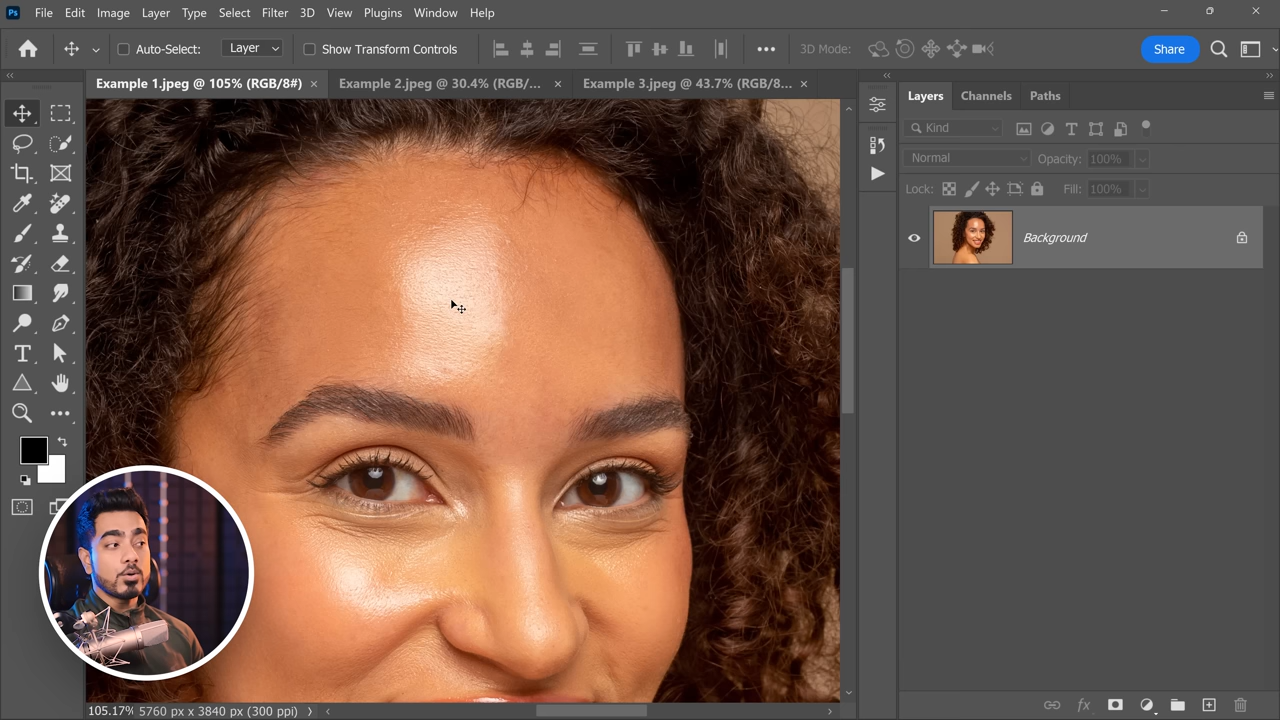 Ps File Edit Image Layer Type Select Filter 3D View Plugins Window Help
Auto-Select: Layer Show Transform Controls 3D Mode: Share
Example 1.jpeg @ 105% (RGB/8#) Example 2.jpeg @ 30.4% (RGB/... Example 3.jpeg @ 43.7% (RGB/8...
Layers Channels Paths
Kind
Normal Opacity: 100%
Lock: Fill: 100%
Background
105.17% 5760 px x 3840 px (300 ppi)
fx